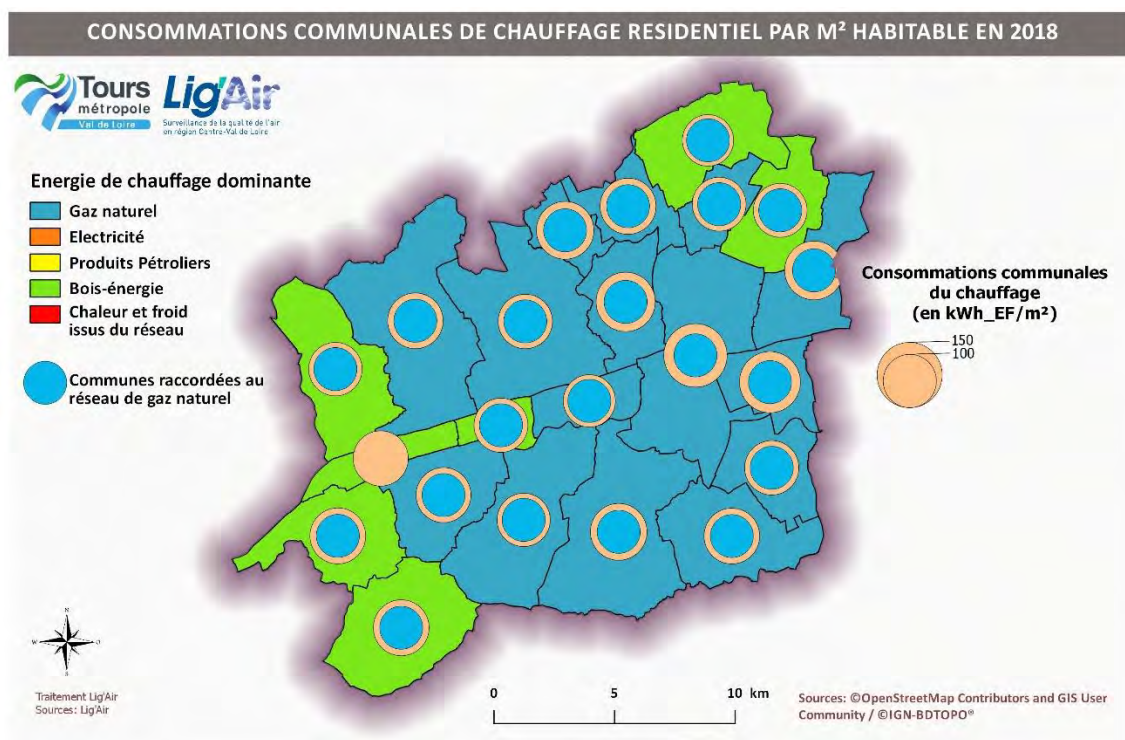 CONSOMMATIONS COMMUNALES DE CHAUFFAGE RESIDENTIEL PAR M² HABITABLE EN 2018
Tours
métropole
Val de Loire
Lig'Air
Surveillance de la qualité de l'air
en région Centre-Val de Loire
Energie de chauffage dominante
Gaz naturel
Electricité
Produits Pétroliers
Bois-énergie
Chaleur et froid
issus du réseau
Communes raccordées au
réseau de gaz naturel
Consommations communales
du chauffage
(en kWh_EF/m²)
150
100
N
W
O
S
Traitement Lig'Air
Sources: Lig'Air
0 5 10 km
Sources: ©OpenStreetMap Contributors and GIS User
Community / ©IGN-BDTOPO®